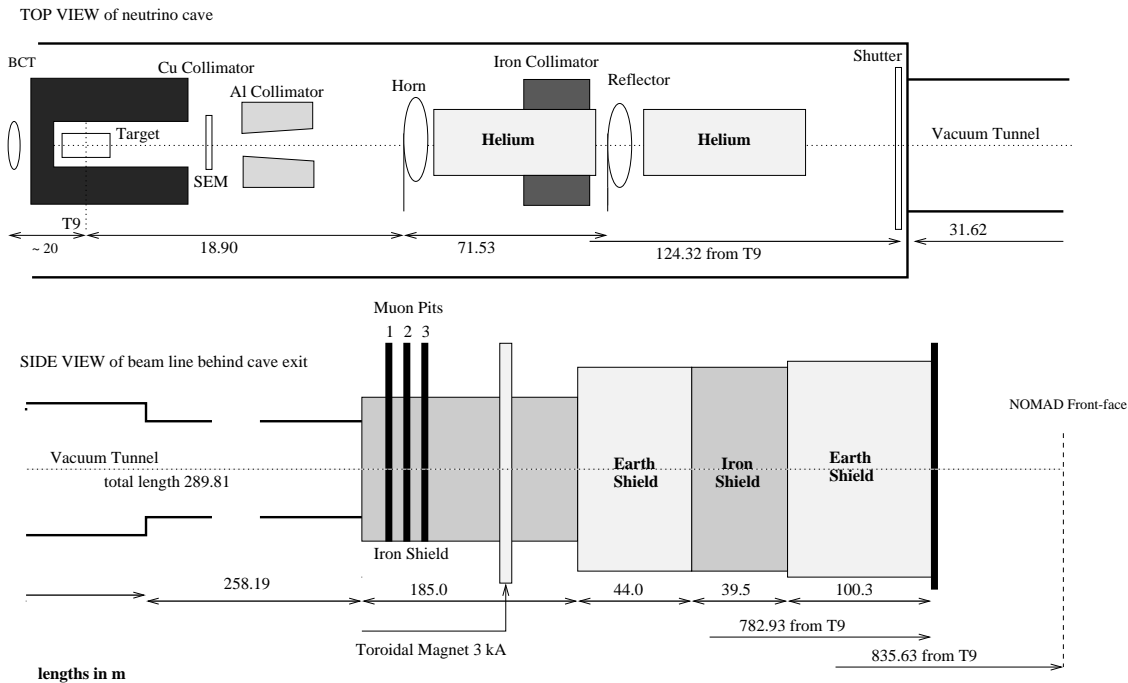 TOP VIEW of neutrino cave
BCT
Cu Collimator
Al Collimator
Target
SEM
Horn
Iron Collimator
Reflector
Shutter
Helium
Helium
Vacuum Tunnel
T9
~ 20
18.90
71.53
124.32 from T9
31.62
Muon Pits
1 2 3
SIDE VIEW of beam line behind cave exit
NOMAD Front-face
Vacuum Tunnel
total length 289.81
Earth
Shield
Iron
Shield
Earth
Shield
Iron Shield
258.19
185.0
44.0
39.5
100.3
Toroidal Magnet 3 kA
782.93 from T9
835.63 from T9
lengths in m